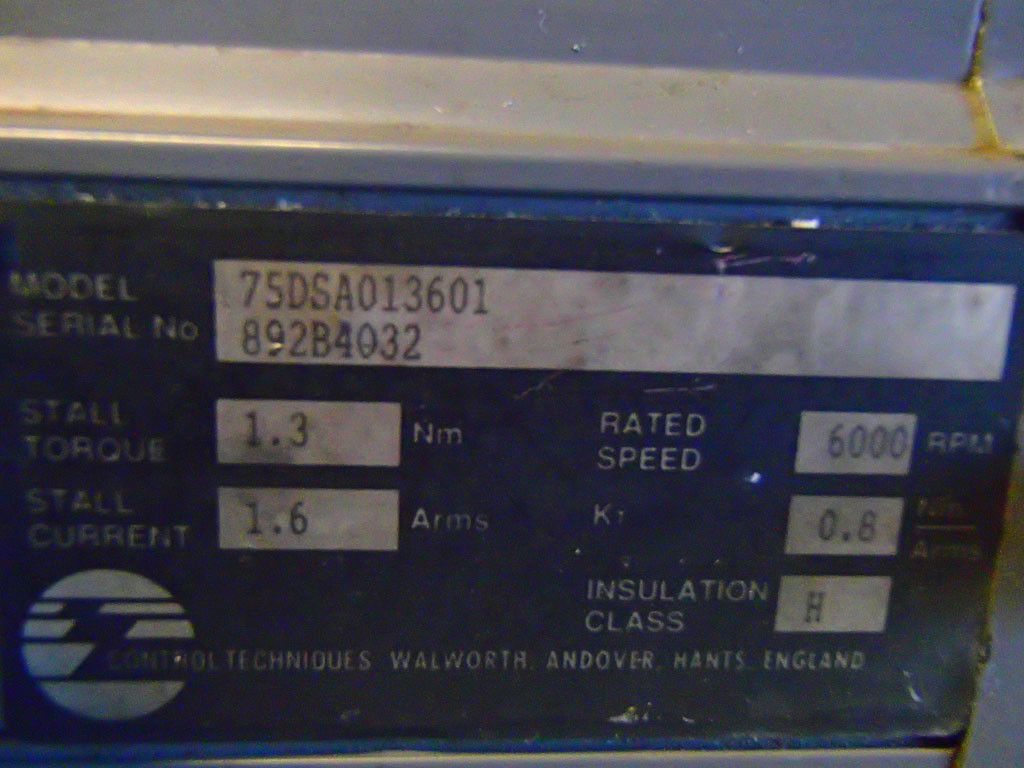 MODEL 75DSA013601
SERIAL No 892B4032
STALL TORQUE 1.3 Nm
RATED SPEED 6000 RPM
STALL CURRENT 1.6 Arms
KT 0.8 Nm/Arms
INSULATION CLASS H
CONTROL TECHNIQUES WALWORTH, ANDOVER, HANTS. ENGLAND